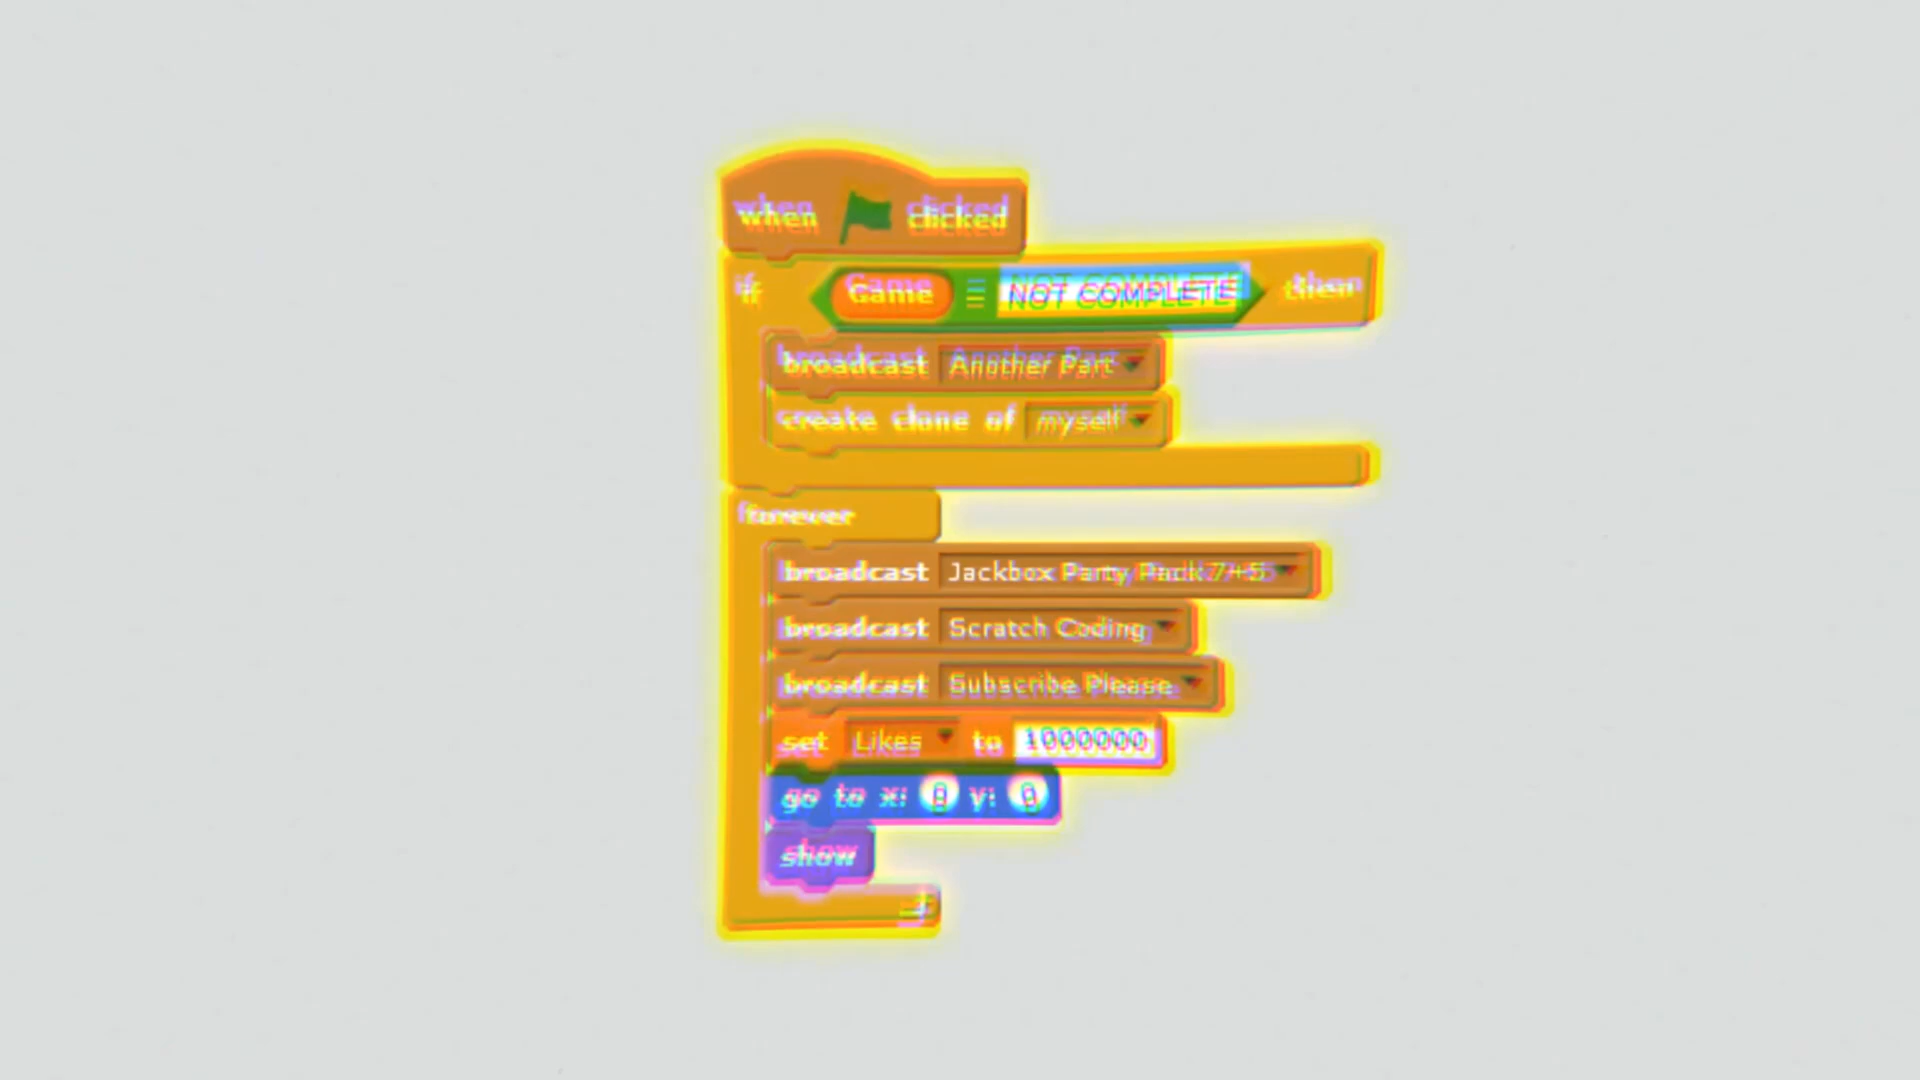 when clicked
if Game = NOT COMPLETE then
broadcast Another Part
create clone of myself
forever
broadcast Jackbox Party Pack 7+5
broadcast Scratch Coding
broadcast Subscribe Please
set Likes to 1000000
go to x: 0 y: 0
show